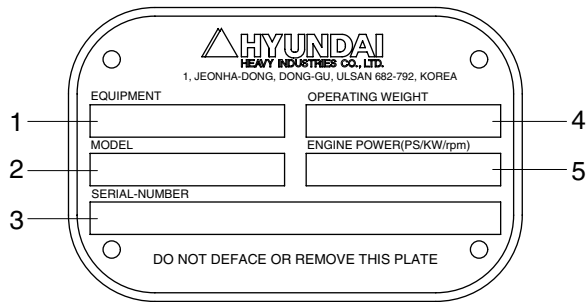 HYUNDAI
HEAVY INDUSTRIES CO., LTD.
1, JEONHA-DONG, DONG-GU, ULSAN 682-792, KOREA
EQUIPMENT OPERATING WEIGHT
1 4
MODEL ENGINE POWER(PS/KW/rpm)
2 5
SERIAL-NUMBER
3
DO NOT DEFACE OR REMOVE THIS PLATE